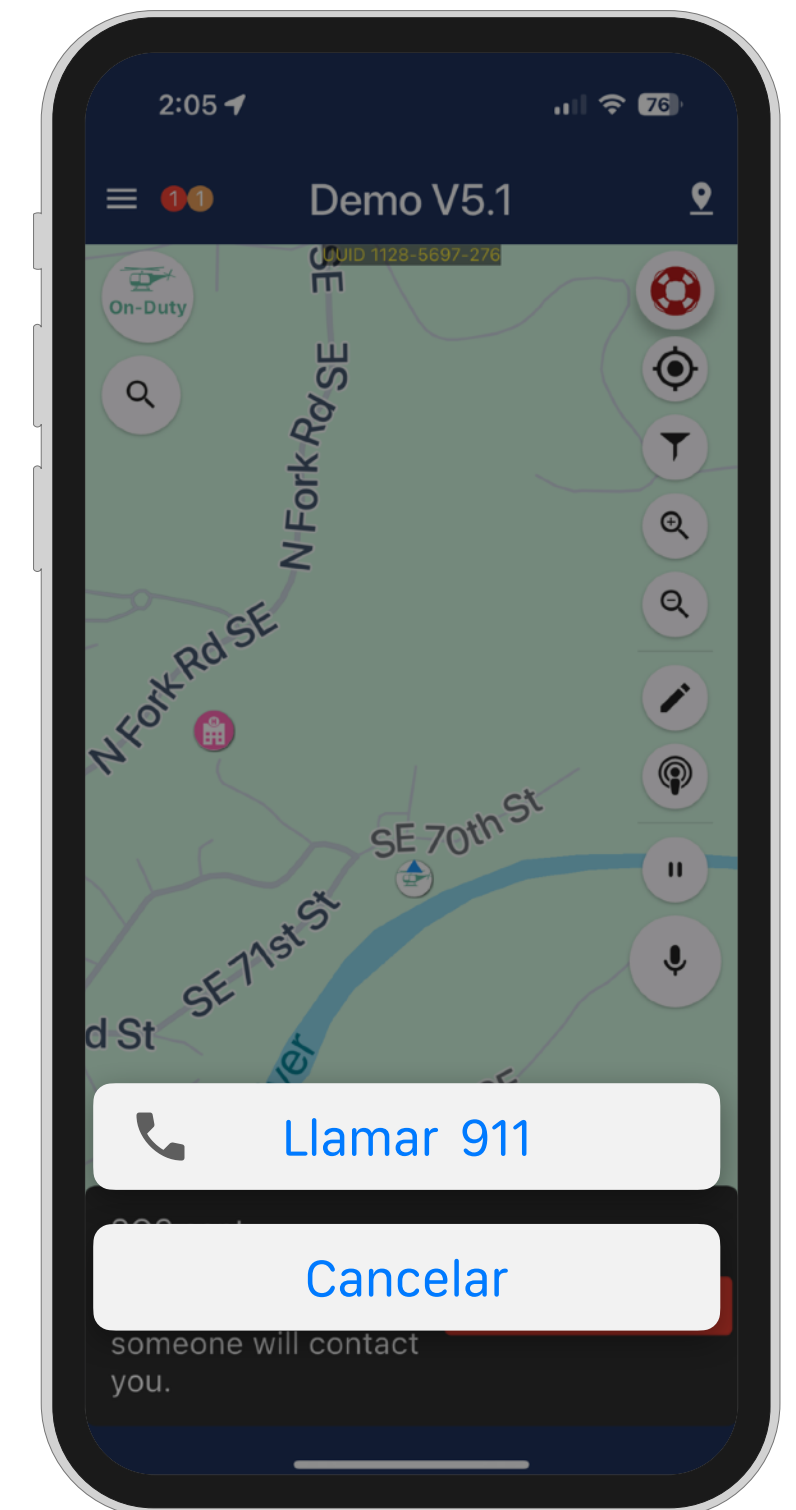 2:05
76
1 1
Demo V5.1
UUID 1128-5697-276
On-Duty
SE
N Fork Rd SE
N Fork Rd SE
SE 70th St
SE 71st St
d St
ver
Llamar 911
Cancelar
someone will contact
you.